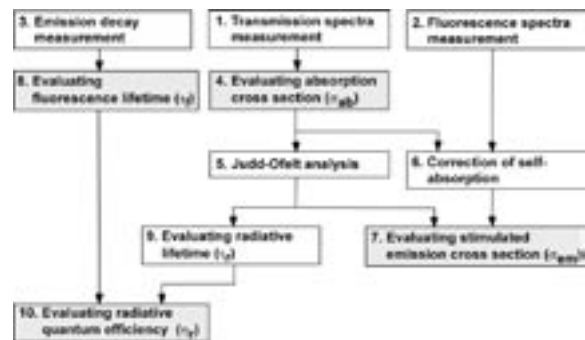 3. Emission decay
measurement
1. Transmission spectra
measurement
2. Fluorescence spectra
measurement
8. Evaluating
fluorescence lifetime (τf)
4. Evaluating absorption
cross section (σab)
5. Judd-Ofelt analysis
6. Correction of self-
absorption
9. Evaluating radiative
lifetime (τr)
7. Evaluating stimulated
emission cross section (σem)
10. Evaluating radiative
quantum efficiency (ηr)